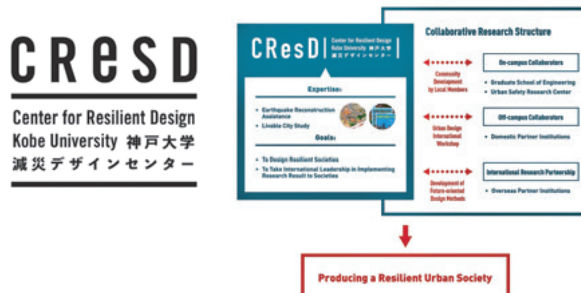 CResD
Center for Resilient Design
Kobe University 神戸大学
減災デザインセンター
CResD
Center for Resilient Design
Kobe University 神戸大学
減災デザインセンター
Expertise:
Earthquake Reconstruction
Assistance
Livable City Study
Goals:
To Design Resilient Societies
To Take International Leadership in Implementing
Research Result to Societies
Collaborative Research Structure
Community
Development
by Local Members
On-campus Collaborators
Graduate School of Engineering
Urban Safety Research Center
Urban Design
International
Workshop
Off-campus Collaborators
Domestic Partner Institutions
Development of
Future-oriented
Design Methods
International Research Partnership
Overseas Partner Institutions
Producing a Resilient Urban Society